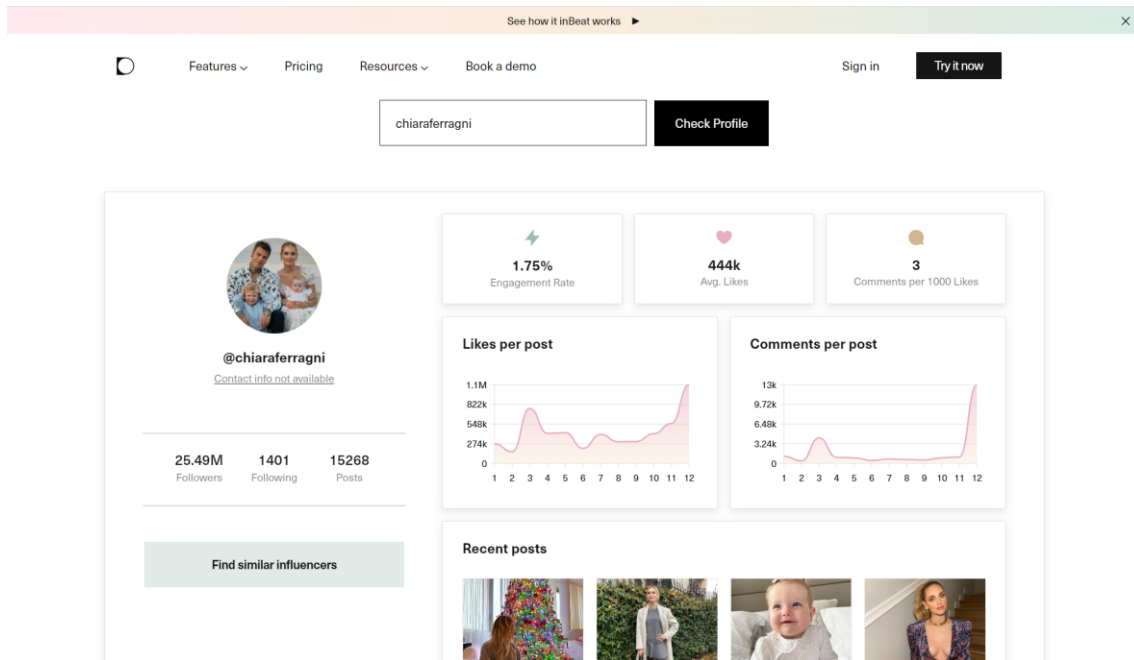 See how it inBeat works ▶ ×
Features Pricing Resources Book a demo Sign in Try it now
chiaraferragni Check Profile
@chiaraferragni
Contact info not available
25.49M 1401 15268
Followers Following Posts
Find similar influencers
1.75% 444k 3
Engagement Rate Avg. Likes Comments per 1000 Likes
Likes per post
1.1M
822k
548k
274k
0
1 2 3 4 5 6 7 8 9 10 11 12
Comments per post
13k
9.72k
6.48k
3.24k
0
1 2 3 4 5 6 7 8 9 10 11 12
Recent posts